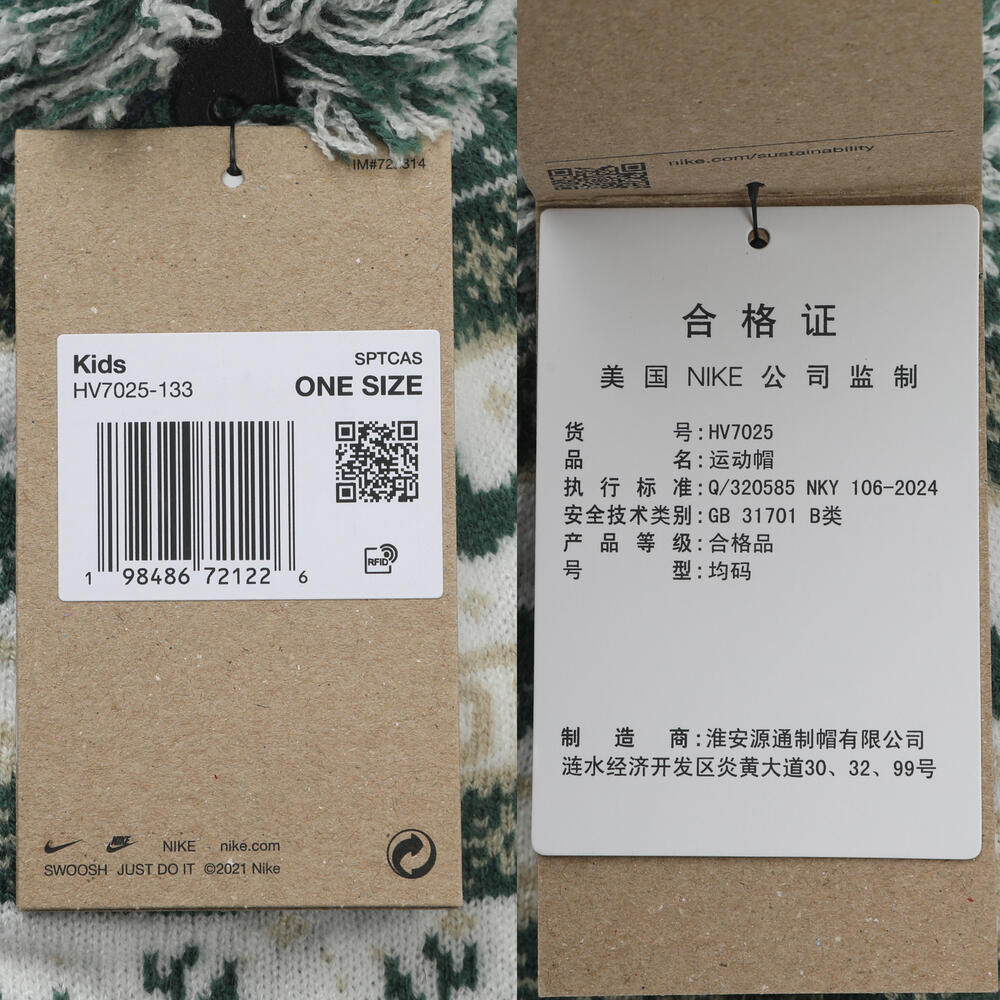 Kids
SPTCAS
HV7025-133
ONE SIZE
1 98486 72122 6
RFID
NIKE
NIKE nike.com
SWOOSH JUST DO IT ©2021 Nike
nike.com/sustainability
合格证
美国 NIKE 公司监制
货号:HV7025
品名:运动帽
执行标准:Q/320585 NKY 106-2024
安全技术类别:GB 31701 B类
产品等级:合格品
号型:均码
制造商:淮安源通制帽有限公司
涟水经济开发区炎黄大道30、32、99号